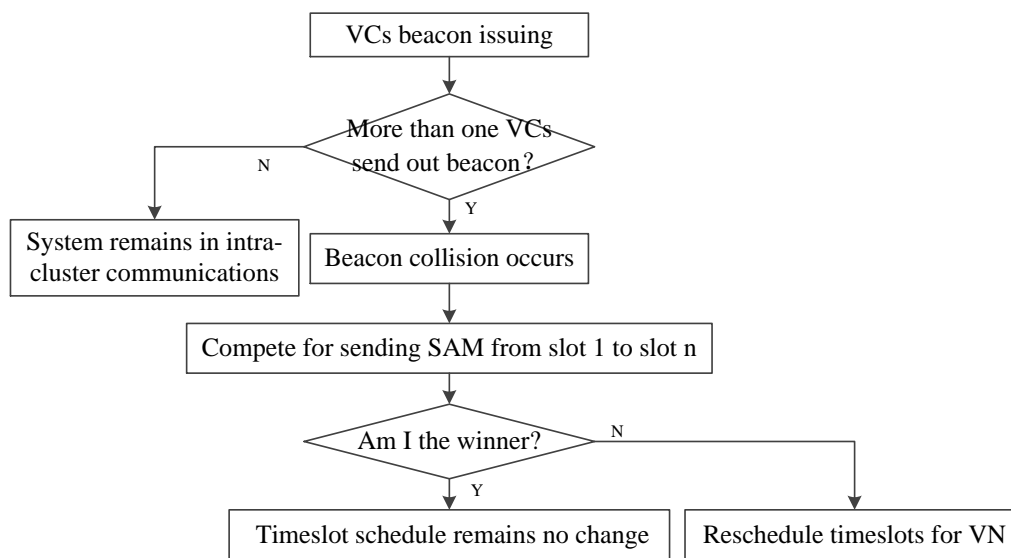 VCs beacon issuing
More than one VCs
send out beacon？
N
Y
System remains in intra-
cluster communications
Beacon collision occurs
Compete for sending SAM from slot 1 to slot n
Am I the winner?
N
Y
Timeslot schedule remains no change
Reschedule timeslots for VN